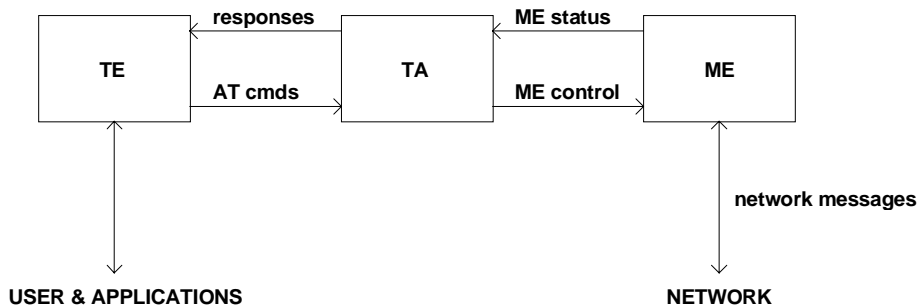 responses
ME status
TE
TA
ME
AT cmds
ME control
network messages
USER & APPLICATIONS
NETWORK